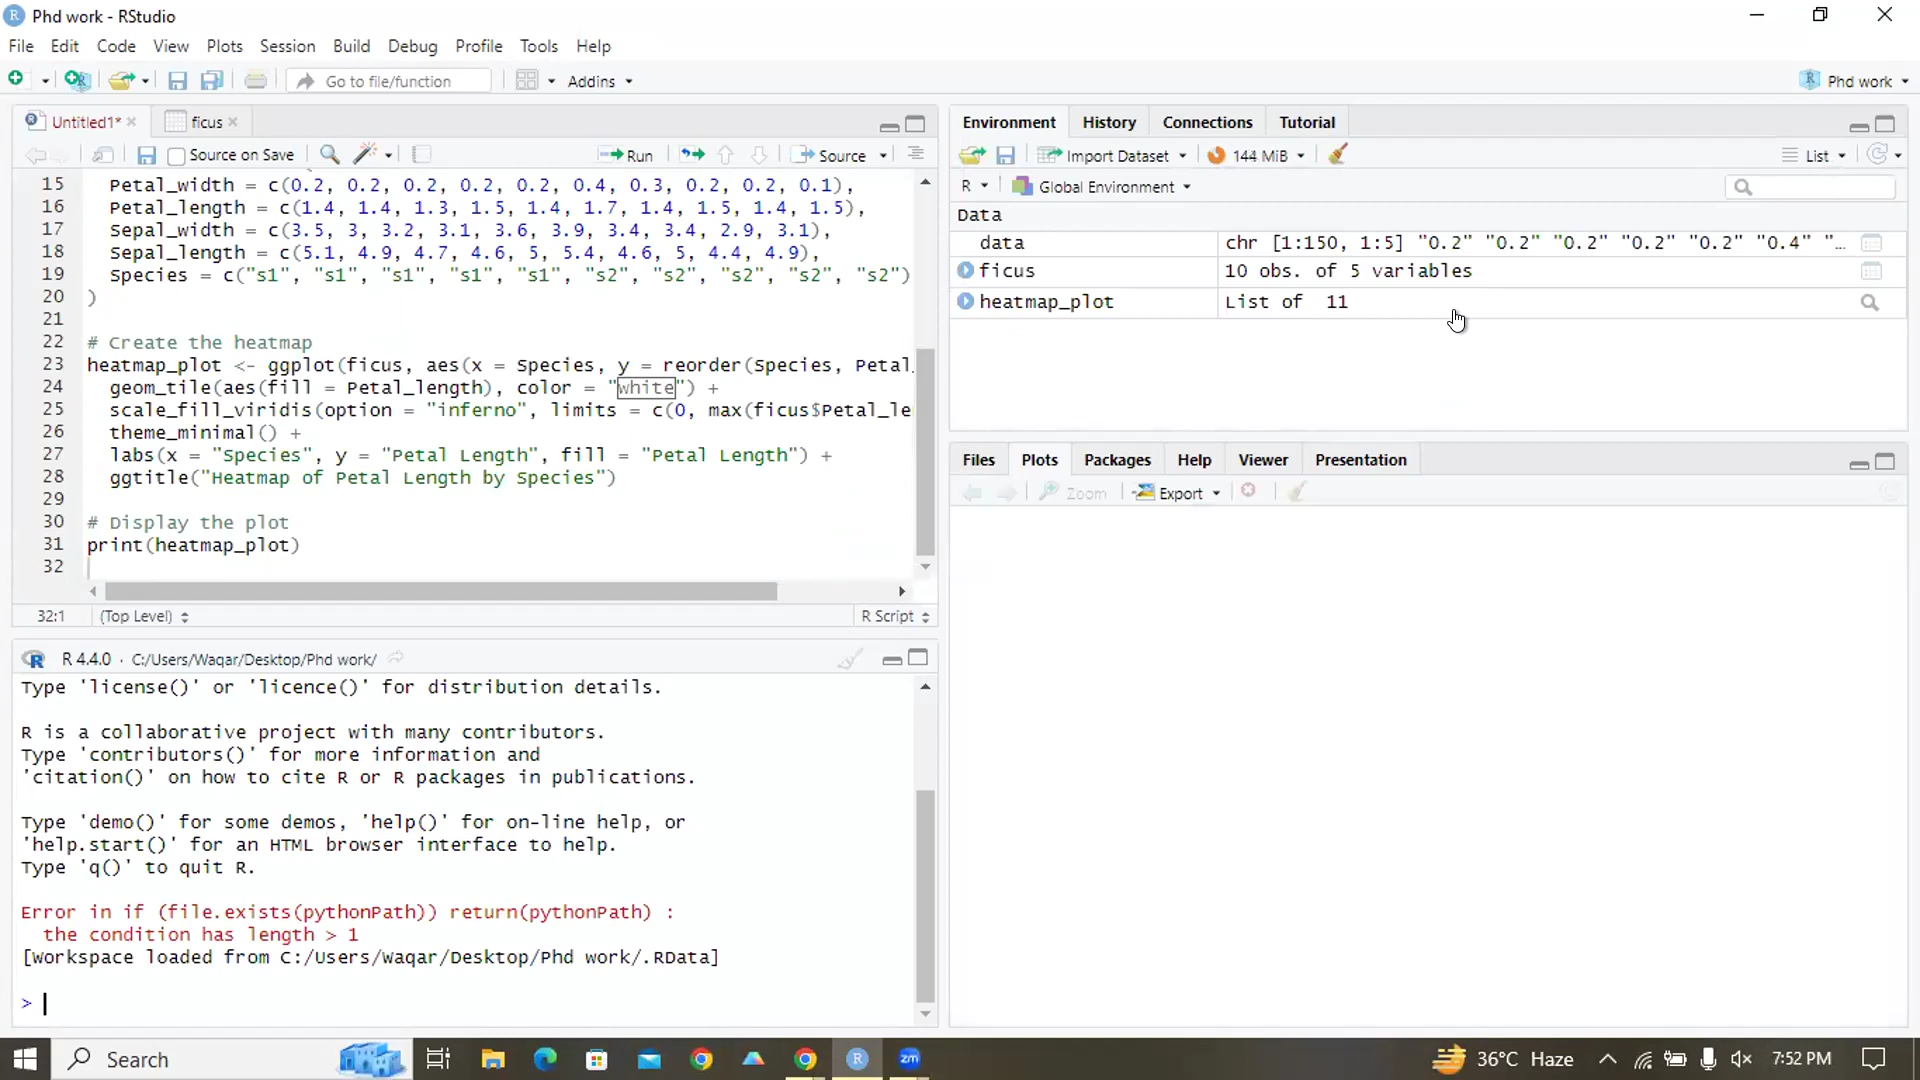 Phd work - RStudio
File Edit Code View Plots Session Build Debug Profile Tools Help
Go to file/function Addins Phd work
Untitled1* ficus
Source on Save Run Source
15 Petal_width = c(0.2, 0.2, 0.2, 0.2, 0.2, 0.4, 0.3, 0.2, 0.2, 0.1),
16 Petal_length = c(1.4, 1.4, 1.3, 1.5, 1.4, 1.7, 1.4, 1.5, 1.4, 1.5),
17 Sepal_width = c(3.5, 3, 3.2, 3.1, 3.6, 3.9, 3.4, 3.4, 2.9, 3.1),
18 Sepal_length = c(5.1, 4.9, 4.7, 4.6, 5, 5.4, 4.6, 5, 4.4, 4.9),
19 Species = c("s1", "s1", "s1", "s1", "s1", "s2", "s2", "s2", "s2", "s2")
20 )
21
22 # Create the heatmap
23 heatmap_plot <- ggplot(ficus, aes(x = Species, y = reorder(Species, Petal_
24 geom_tile(aes(fill = Petal_length), color = "white") +
25 scale_fill_viridis(option = "inferno", limits = c(0, max(ficus$Petal_le
26 theme_minimal() +
27 labs(x = "Species", y = "Petal Length", fill = "Petal Length") +
28 ggtitle("Heatmap of Petal Length by Species")
29
30 # Display the plot
31 print(heatmap_plot)
32
32:1 (Top Level) R Script
R 4.4.0 · C:/Users/Waqar/Desktop/Phd work/
Type 'license()' or 'licence()' for distribution details.
R is a collaborative project with many contributors.
Type 'contributors()' for more information and
'citation()' on how to cite R or R packages in publications.
Type 'demo()' for some demos, 'help()' for on-line help, or
'help.start()' for an HTML browser interface to help.
Type 'q()' to quit R.
Error in if (file.exists(pythonPath)) return(pythonPath) :
the condition has length > 1
[Workspace loaded from C:/Users/Waqar/Desktop/Phd work/.RData]
>
Environment History Connections Tutorial
Import Dataset 144 MiB List
R Global Environment
Data
data chr [1:150, 1:5] "0.2" "0.2" "0.2" "0.2" "0.2" "0.4" "…
ficus 10 obs. of 5 variables
heatmap_plot List of 11
Files Plots Packages Help Viewer Presentation
Zoom Export
Search zm 36°C Haze 7:52 PM